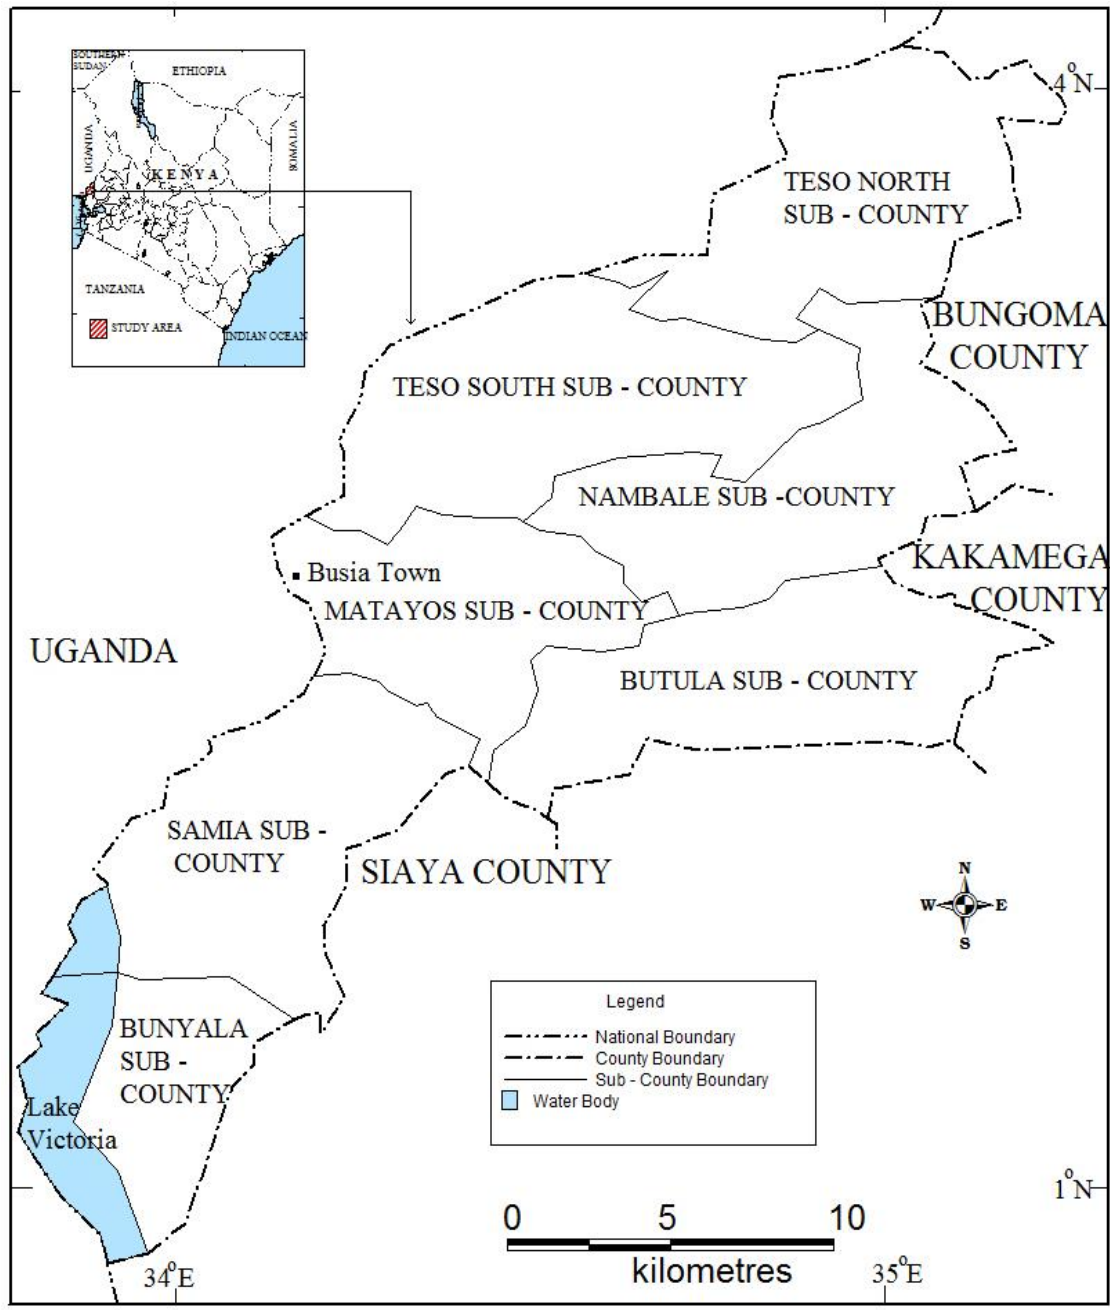 SOUTHERN
SUDAN
ETHIOPIA
UGANDA
SOMALIA
KENYA
TANZANIA
STUDY AREA
INDIAN OCEAN
4°N
TESO NORTH
SUB - COUNTY
BUNGOMA
COUNTY
TESO SOUTH SUB - COUNTY
NAMBALE SUB -COUNTY
KAKAMEGA
COUNTY
Busia Town
MATAYOS SUB - COUNTY
UGANDA
BUTULA SUB - COUNTY
SAMIA SUB -
COUNTY
SIAYA COUNTY
N
W
E
S
BUNYALA
SUB -
COUNTY
Lake
Victoria
Legend
National Boundary
County Boundary
Sub - County Boundary
Water Body
1°N
0 5 10
kilometres
34°E
35°E